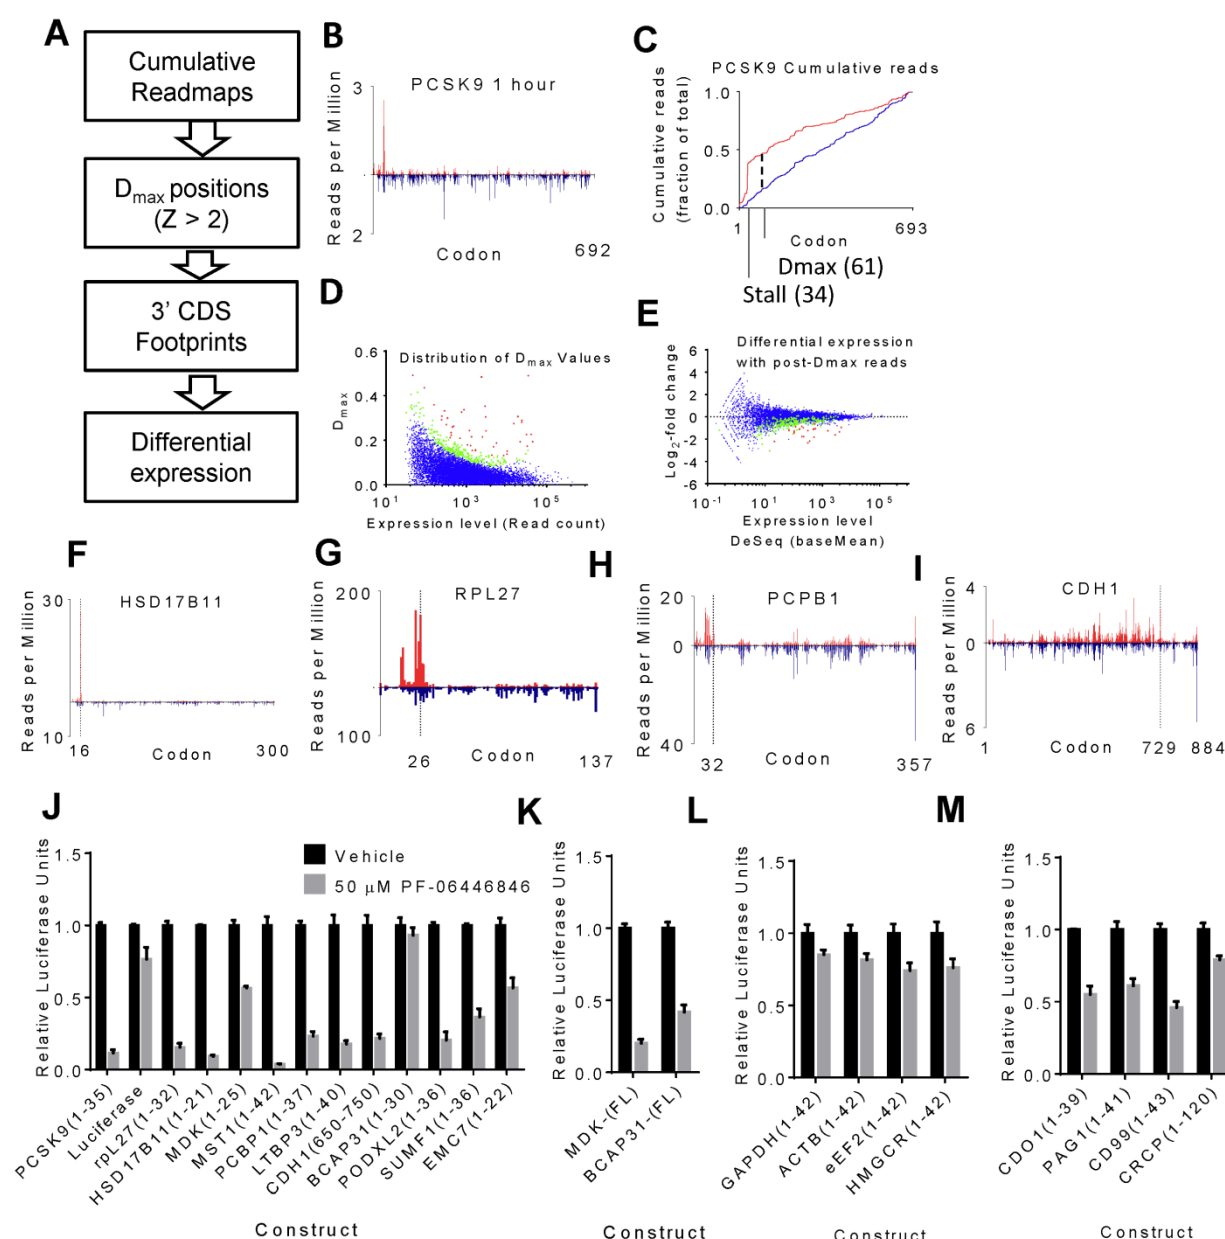 A
Cumulative
Readmaps
Dmax positions
(Z > 2)
3’ CDS
Footprints
Differential
expression
B
PCSK9 1 hour
Reads per Million
3
2
Codon
692
C
PCSK9 Cumulative reads
Cumulative reads
(fraction of total)
1.0
0.5
0.0
1
693
Codon
Dmax (61)
Stall (34)
D
Distribution of Dmax Values
Dmax
0.6
0.4
0.2
0.0
10^1 10^3 10^5
Expression level (Read count)
E
Differential expression
with post-Dmax reads
Log2-fold change
6
4
2
0
-2
-4
-6
10^-1 10^1 10^3 10^5
Expression level
DeSeq (baseMean)
F
HSD17B11
Reads per Million
30
10
16
Codon
300
G
RPL27
Reads per Million
200
100
26
Codon
137
H
PCPB1
Reads per Million
20
0
40
32
Codon
357
I
CDH1
Reads per Million
4
0
6
1
Codon
729
884
J
Relative Luciferase Units
1.5
1.0
0.5
0.0
Vehicle
50 μM PF-06446846
PCSK9(1-35)
Luciferase
rpL27(1-32)
HSD17B11(1-21)
MDK(1-25)
MST1(1-42)
PCBP1(1-37)
LTBP3(1-40)
CDH1(650-750)
BCAP31(1-30)
PODXL2(1-36)
SUMF1(1-36)
EMC7(1-22)
Construct
K
Relative Luciferase Units
1.5
1.0
0.5
0.0
MDK-(FL)
BCAP31-(FL)
Construct
L
Relative Luciferase Units
1.5
1.0
0.5
0.0
GAPDH(1-42)
ACTB(1-42)
eEF2(1-42)
HMGCR(1-42)
Construct
M
Relative Luciferase Units
1.5
1.0
0.5
0.0
CDO1(1-39)
PAG1(1-41)
CD99(1-43)
CRCP(1-120)
Construct